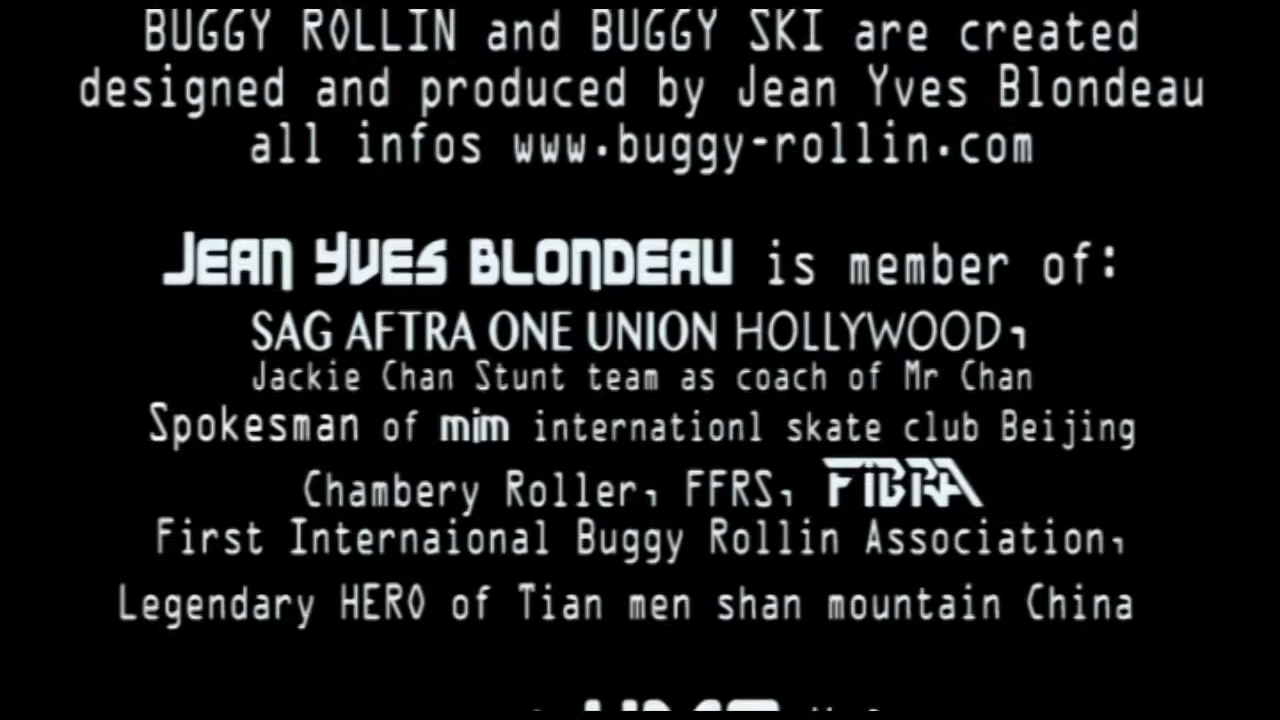 BUGGY ROLLIN and BUGGY SKI are created
designed and produced by Jean Yves Blondeau
all infos www.buggy-rollin.com
JEAN YVES BLONDEAU is member of:
SAG AFTRA ONE UNION HOLLYWOOD,
Jackie Chan Stunt team as coach of Mr Chan
Spokesman of mim internationl skate club Beijing
Chambery Roller, FFRS, FIBRA
First Internaional Buggy Rollin Association,
Legendary HERO of Tian men shan mountain China